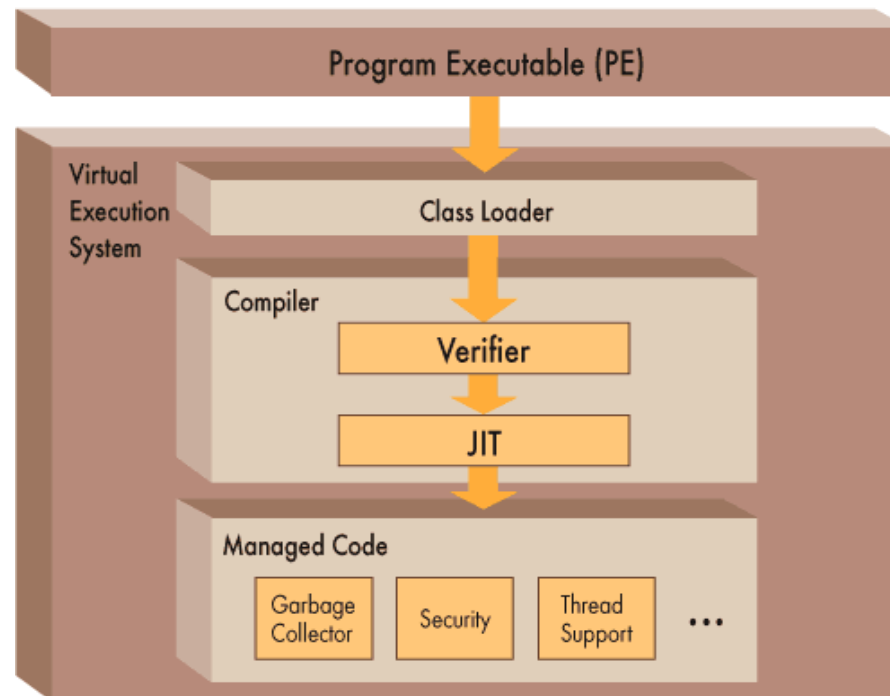 Program Executable (PE)
Virtual
Execution
System
Class Loader
Compiler
Verifier
JIT
Managed Code
Garbage
Collector
Security
Thread
Support
•••